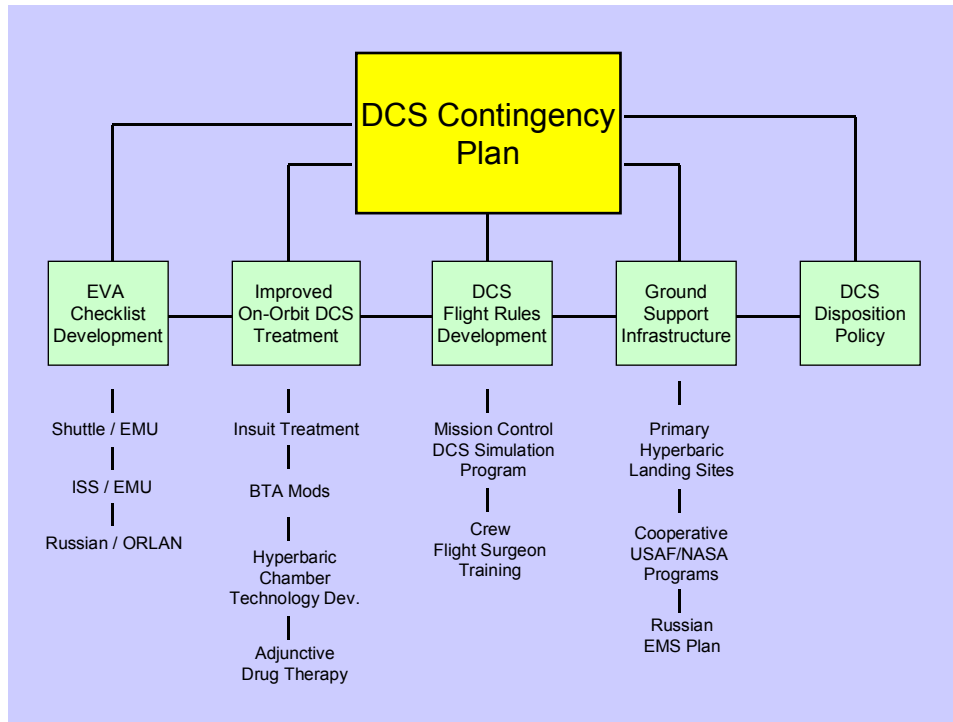 DCS Contingency
Plan
EVA
Checklist
Development
Improved
On-Orbit DCS
Treatment
DCS
Flight Rules
Development
Ground
Support
Infrastructure
DCS
Disposition
Policy
Shuttle / EMU
ISS / EMU
Russian / ORLAN
Insuit Treatment
BTA Mods
Hyperbaric
Chamber
Technology Dev.
Adjunctive
Drug Therapy
Mission Control
DCS Simulation
Program
Crew
Flight Surgeon
Training
Primary
Hyperbaric
Landing Sites
Cooperative
USAF/NASA
Programs
Russian
EMS Plan